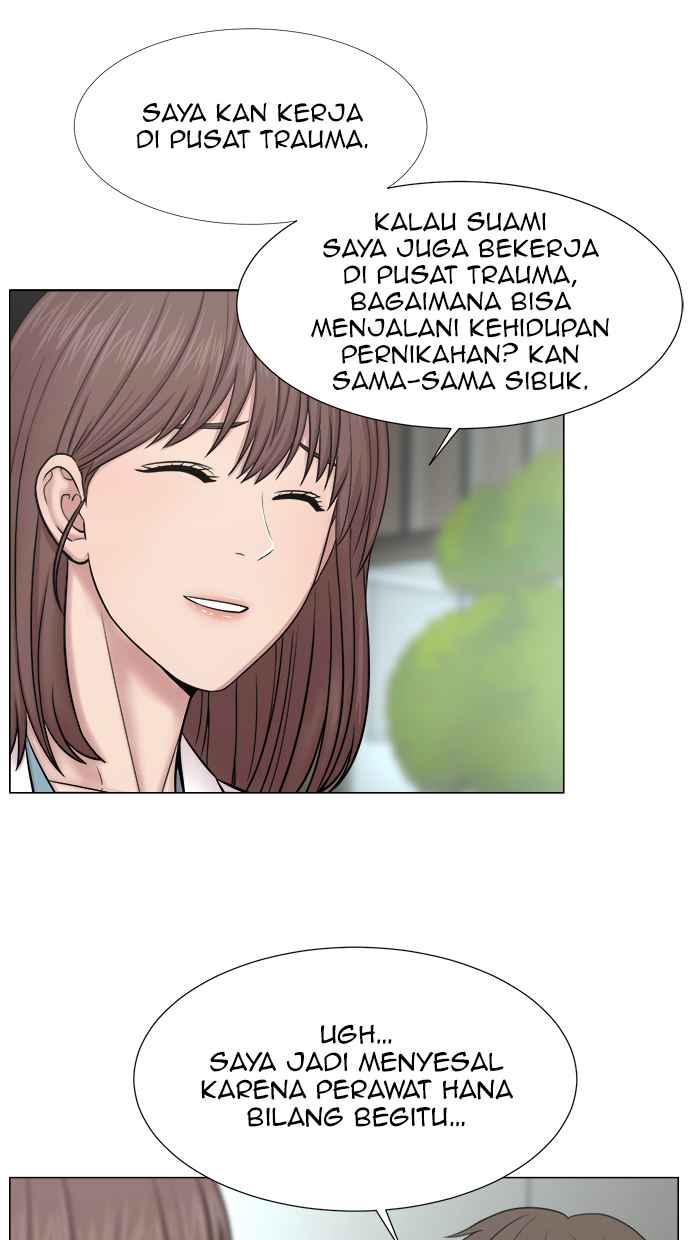 SAYA KAN KERJA
DI PUSAT TRAUMA.
KALAU SUAMI
SAYA JUGA BEKERJA
DI PUSAT TRAUMA,
BAGAIMANA BISA
MENJALANI KEHIDUPAN
PERNIKAHAN? KAN
SAMA-SAMA SIBUK.
UGH...
SAYA JADI MENYESAL
KARENA PERAWAT HANA
BILANG BEGITU...